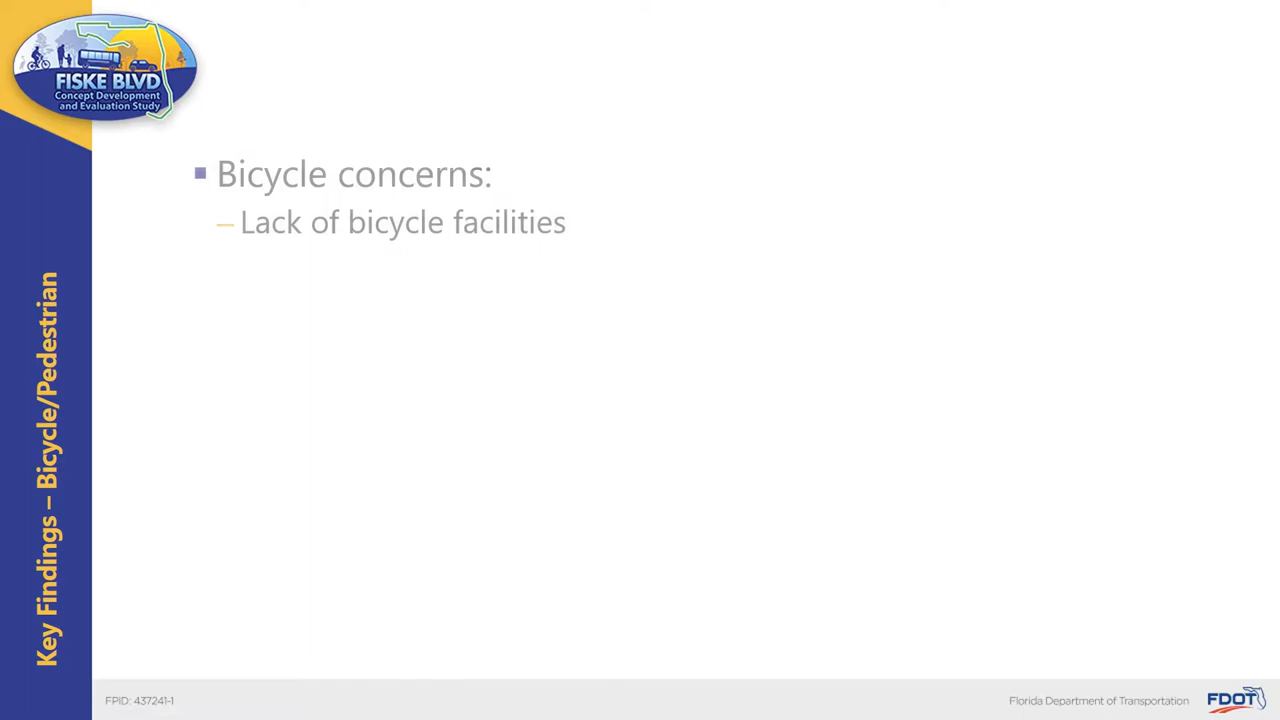 FISKE BLVD
Concept Development
and Evaluation Study
Key Findings – Bicycle/Pedestrian
Bicycle concerns:
– Lack of bicycle facilities
FPID: 437241-1
Florida Department of Transportation
FDOT